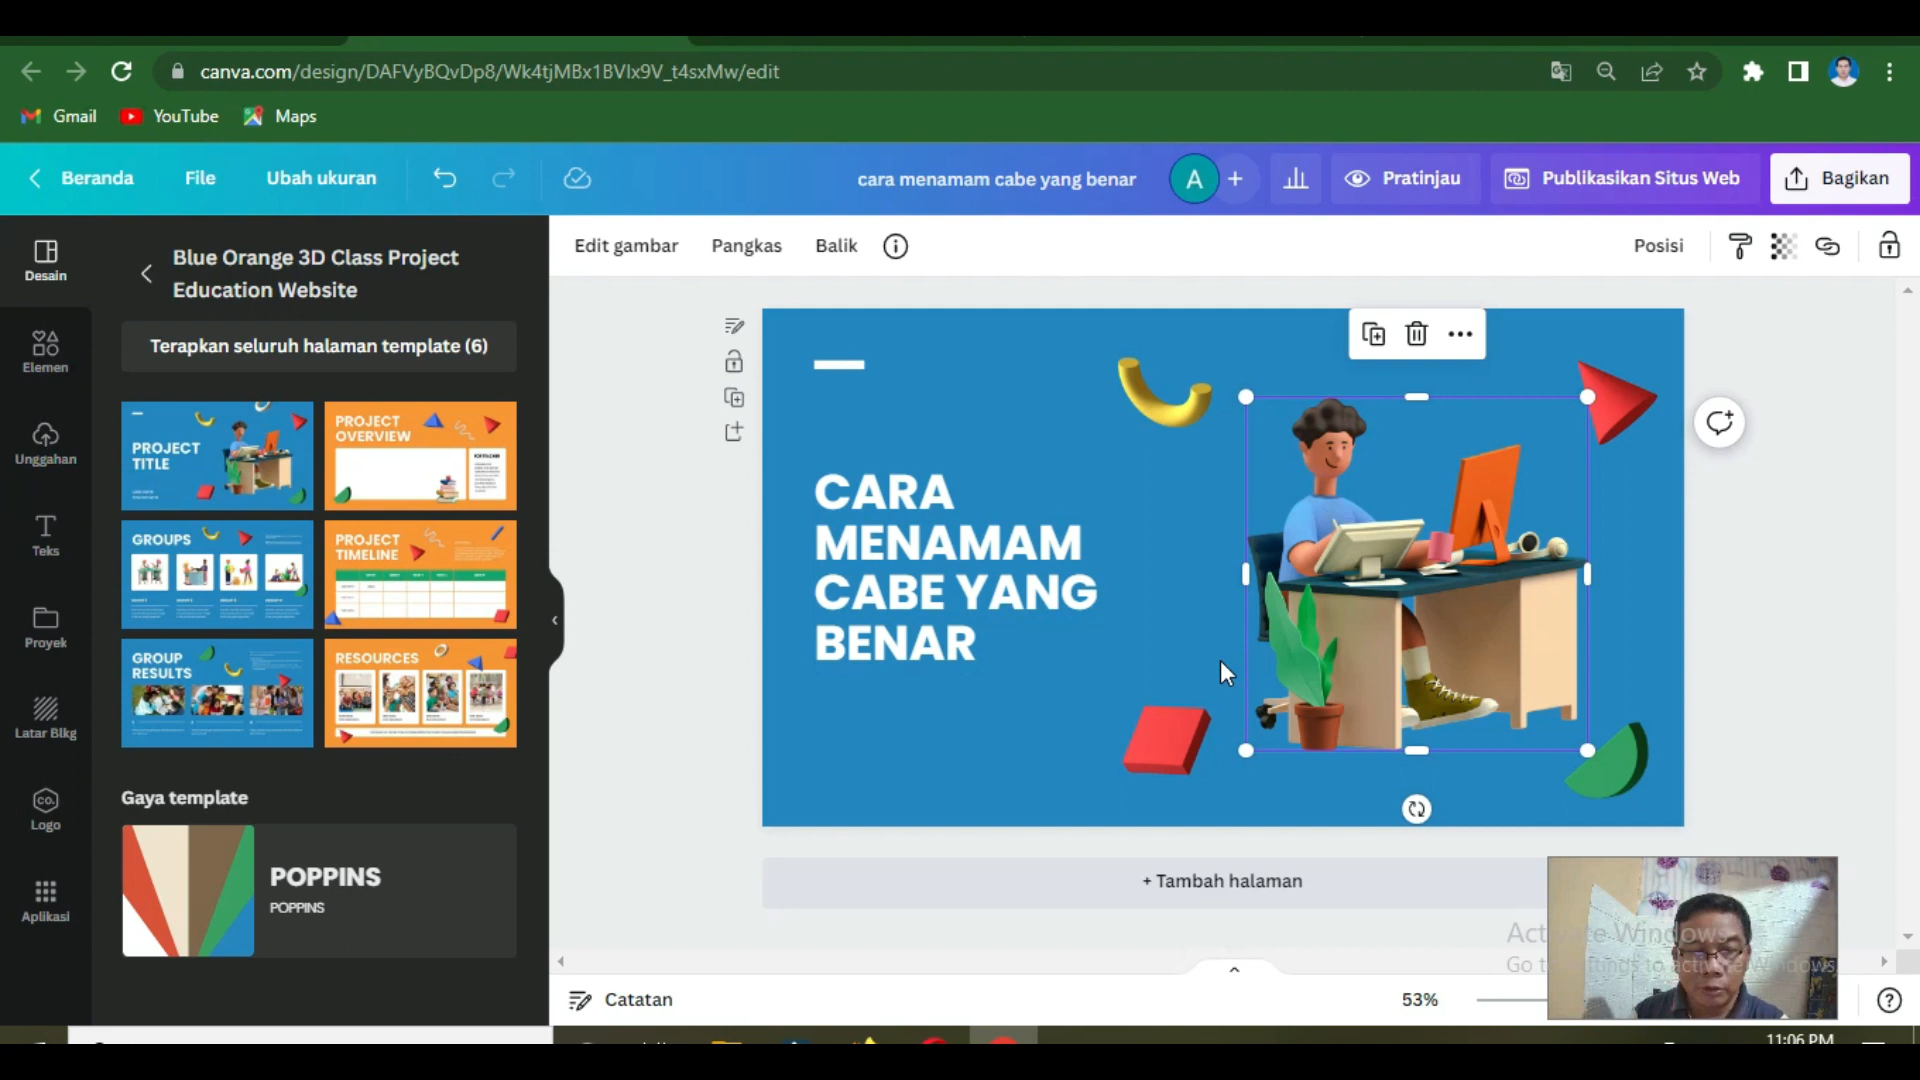 canva.com/design/DAFVyBQvDp8/Wk4tjMBx1BVlx9V_t4sxMw/edit
Gmail
YouTube
Maps
Beranda
File
Ubah ukuran
cara menamam cabe yang benar
A
Pratinjau
Publikasikan Situs Web
Bagikan
Desain
Elemen
Unggahan
Teks
Proyek
Latar Blkg
CO.
Logo
Aplikasi
Blue Orange 3D Class Project
Education Website
Terapkan seluruh halaman template (6)
PROJECT
TITLE
PROJECT
OVERVIEW
GROUPS
PROJECT
TIMELINE
GROUP
RESULTS
RESOURCES
Gaya template
POPPINS
POPPINS
Edit gambar
Pangkas
Balik
Posisi
CARA
MENAMAM
CABE YANG
BENAR
+ Tambah halaman
Catatan
53%
Windows
11:06 PM